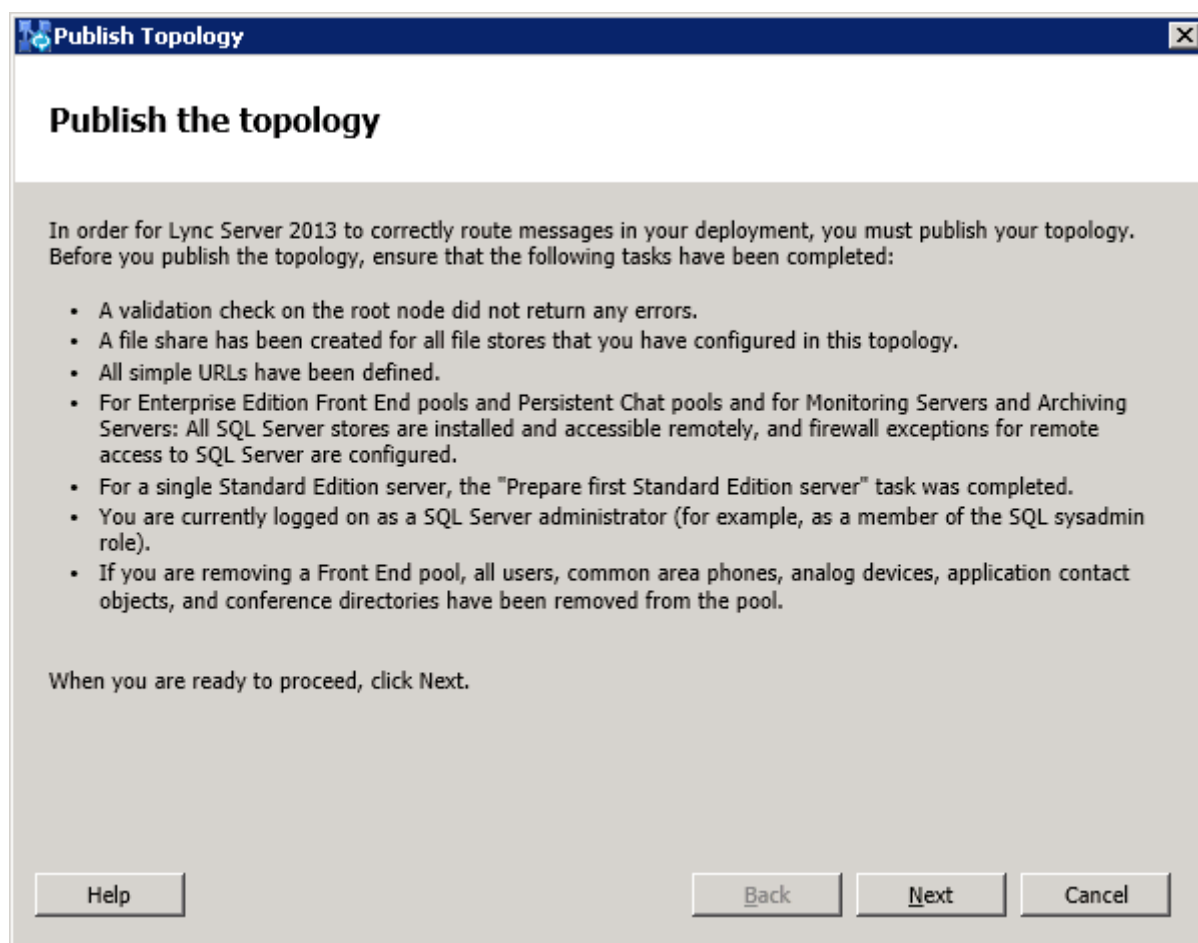 Publish Topology
Publish the topology
In order for Lync Server 2013 to correctly route messages in your deployment, you must publish your topology.
Before you publish the topology, ensure that the following tasks have been completed:
• A validation check on the root node did not return any errors.
• A file share has been created for all file stores that you have configured in this topology.
• All simple URLs have been defined.
• For Enterprise Edition Front End pools and Persistent Chat pools and for Monitoring Servers and Archiving
Servers: All SQL Server stores are installed and accessible remotely, and firewall exceptions for remote
access to SQL Server are configured.
• For a single Standard Edition server, the "Prepare first Standard Edition server" task was completed.
• You are currently logged on as a SQL Server administrator (for example, as a member of the SQL sysadmin
role).
• If you are removing a Front End pool, all users, common area phones, analog devices, application contact
objects, and conference directories have been removed from the pool.
When you are ready to proceed, click Next.
Help
Back
Next
Cancel